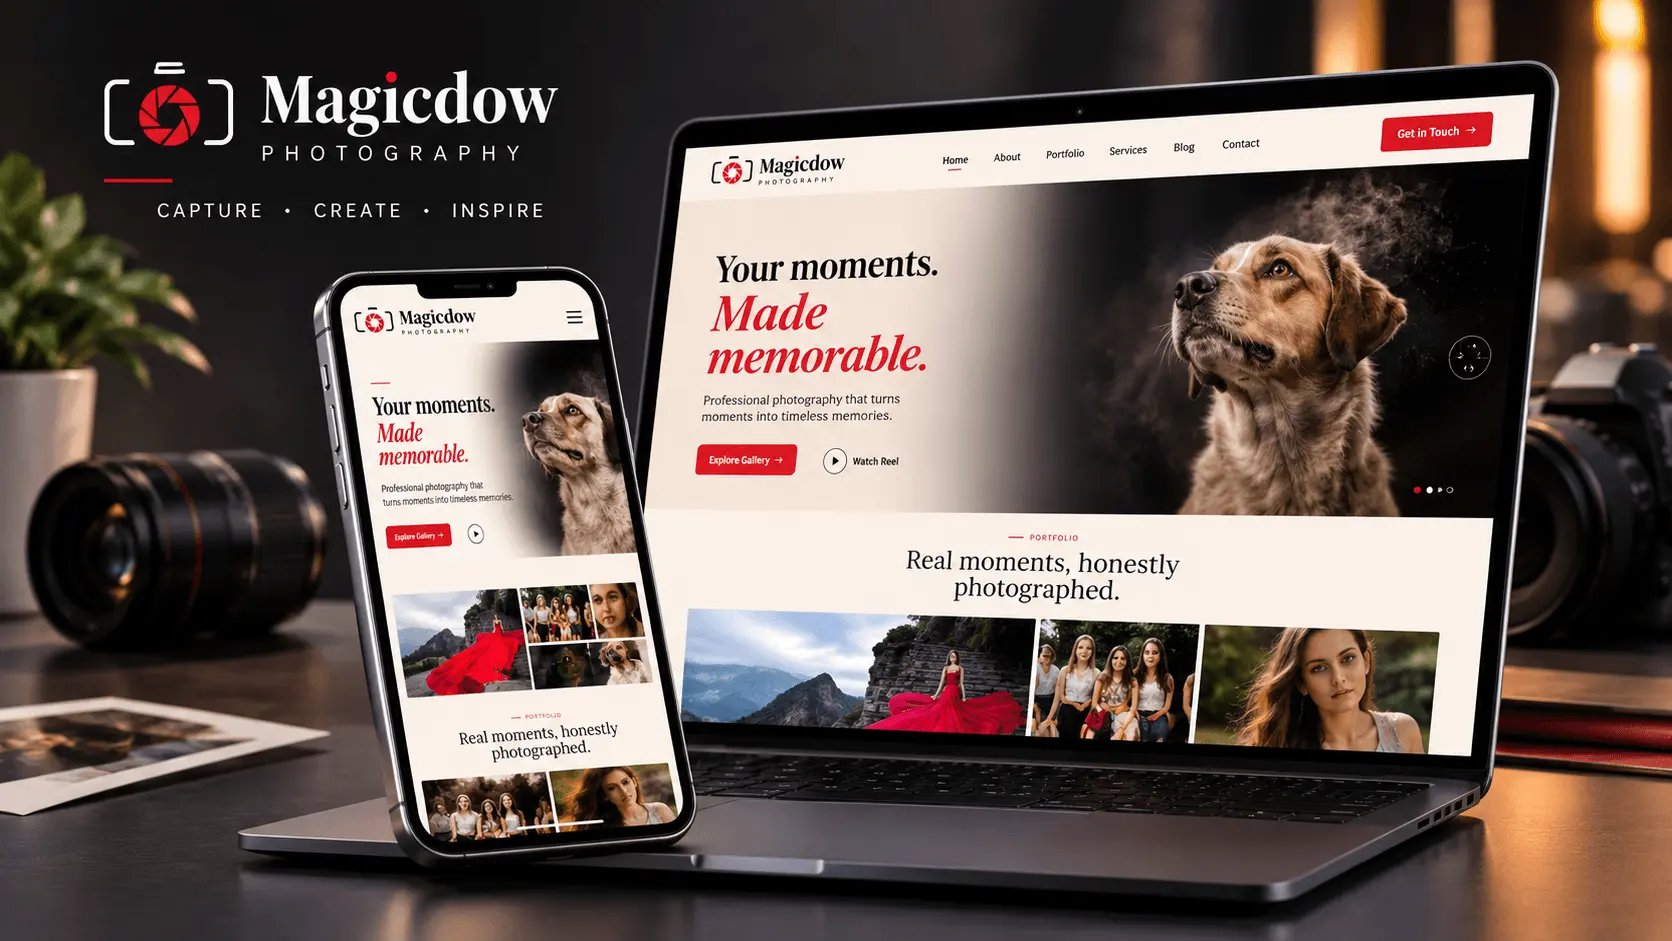 Magicdow
PHOTOGRAPHY
CAPTURE • CREATE • INSPIRE
Magicdow
PHOTOGRAPHY
Your moments.
Made
memorable.
Professional photography that
turns moments into timeless memories.
Explore Gallery →
PORTFOLIO
Real moments, honestly
photographed.
Magicdow
PHOTOGRAPHY
Home
About
Portfolio
Services
Blog
Contact
Get in Touch →
Your moments.
Made
memorable.
Professional photography that turns
moments into timeless memories.
Explore Gallery →
Watch Reel
PORTFOLIO
Real moments, honestly
photographed.